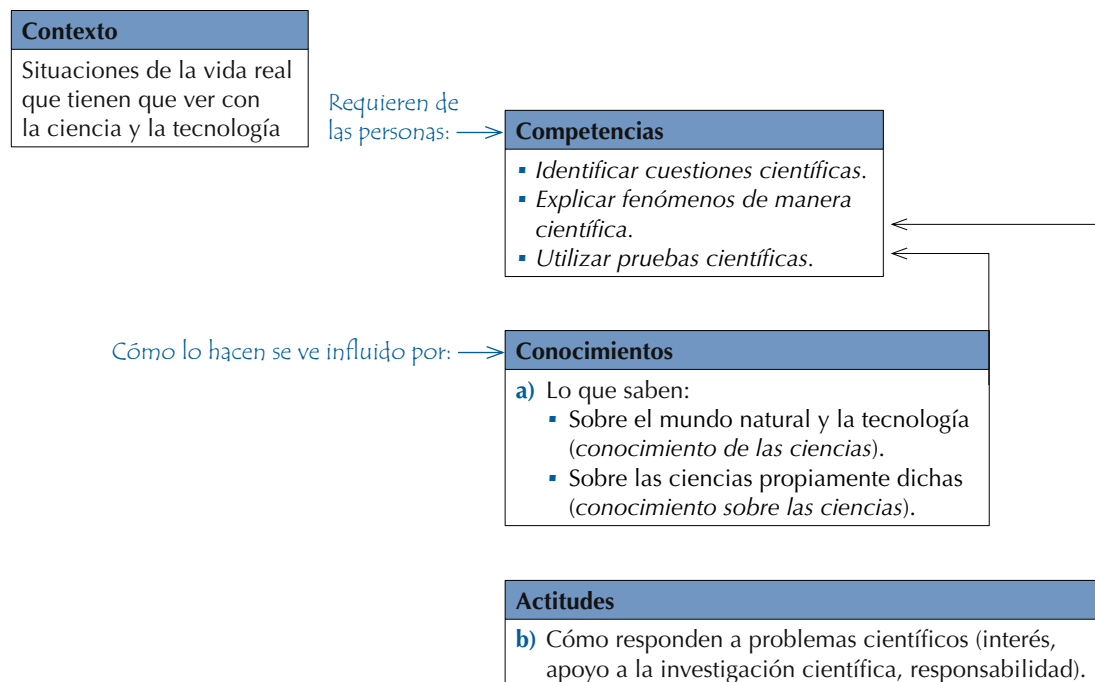 Contexto
Situaciones de la vida real
que tienen que ver con
la ciencia y la tecnología
Requieren de
las personas:
Competencias
▪ Identificar cuestiones científicas.
▪ Explicar fenómenos de manera
científica.
▪ Utilizar pruebas científicas.
Cómo lo hacen se ve influido por:
Conocimientos
a) Lo que saben:
▪ Sobre el mundo natural y la tecnología
(conocimiento de las ciencias).
▪ Sobre las ciencias propiamente dichas
(conocimiento sobre las ciencias).
Actitudes
b) Cómo responden a problemas científicos (interés,
apoyo a la investigación científica, responsabilidad).